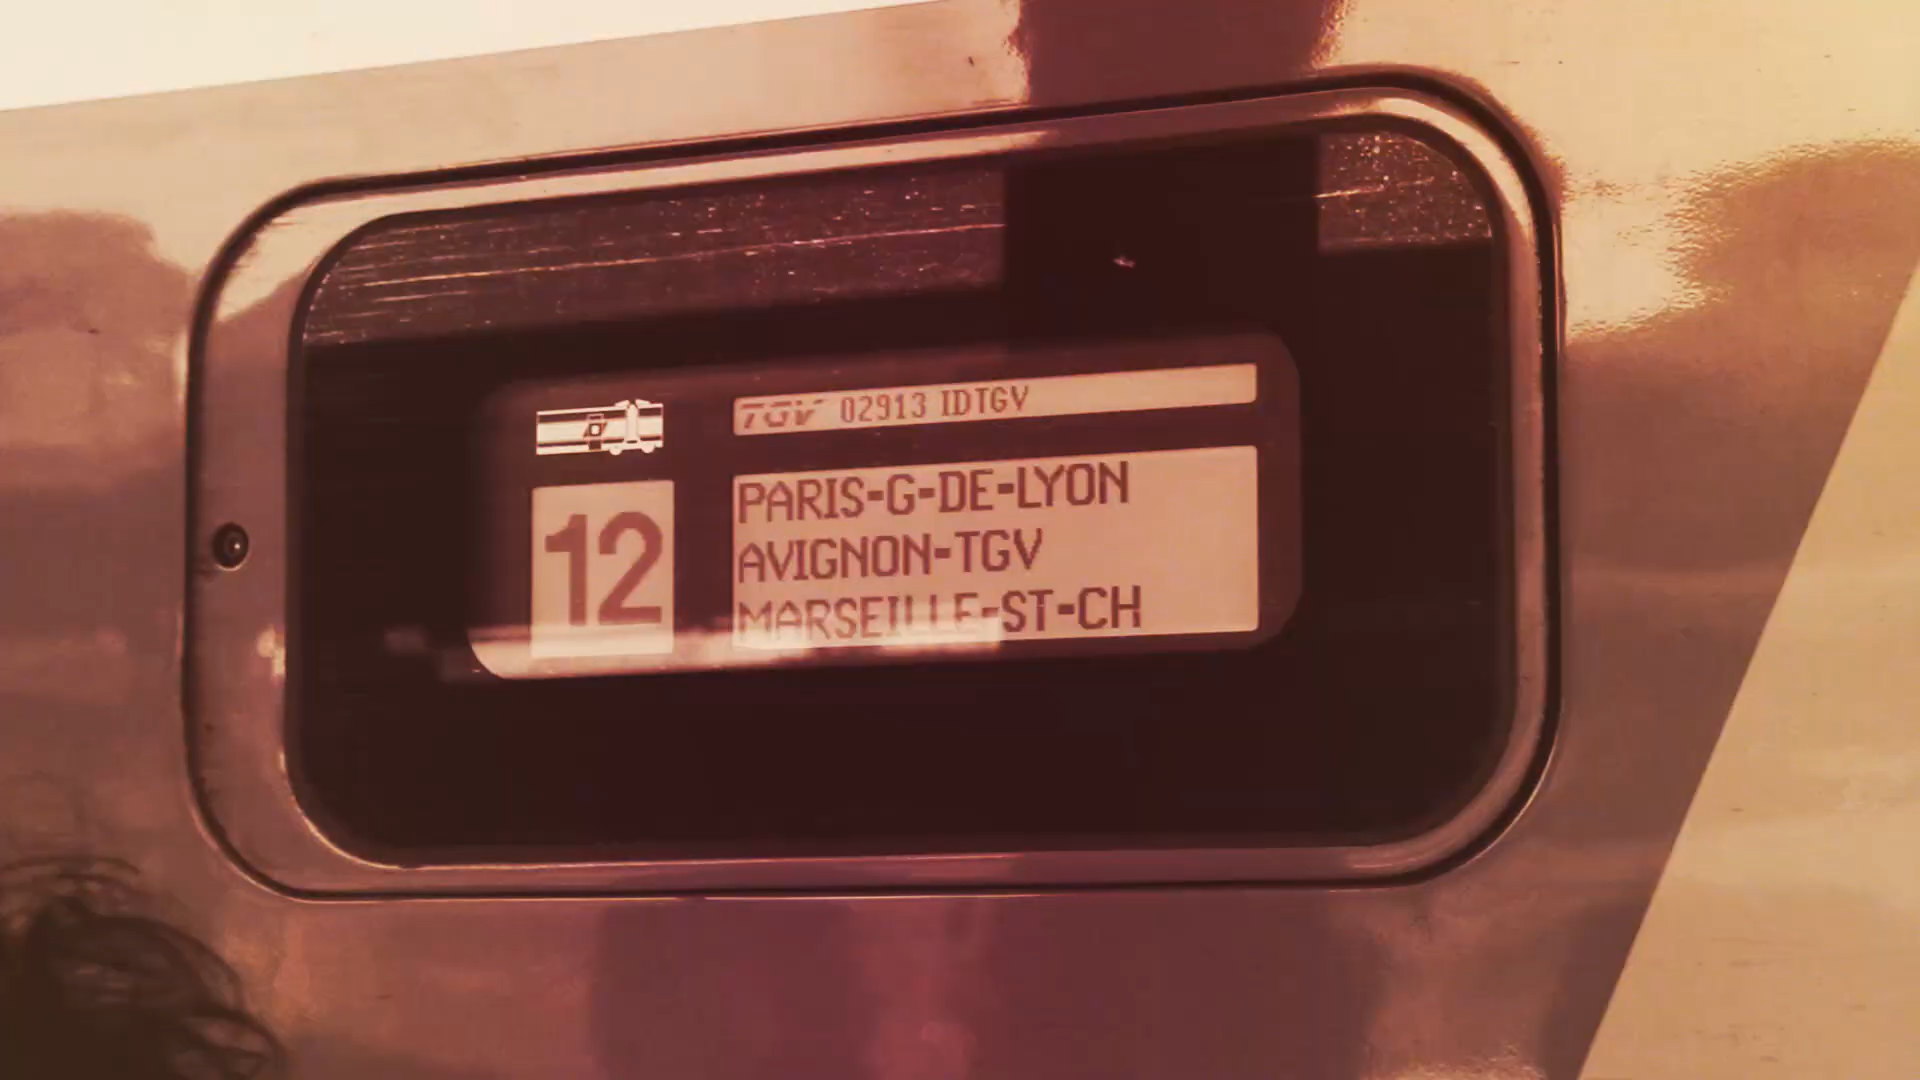 TGV 02913 IDTGV
12
PARIS-G-DE-LYON
AVIGNON-TGV
MARSEILLE-ST-CH